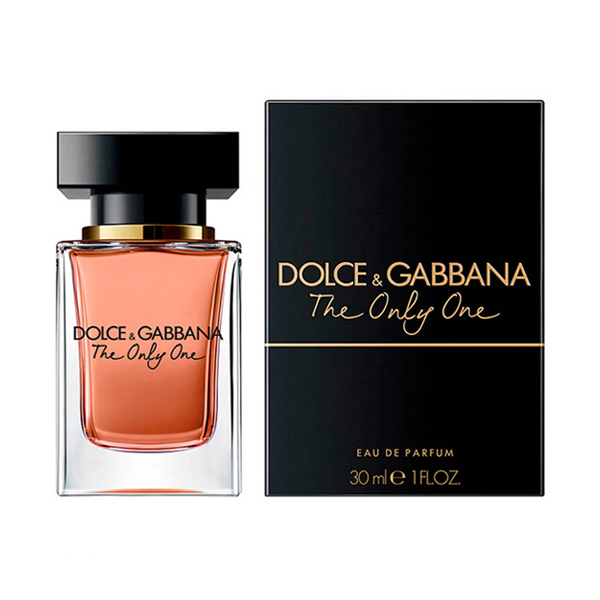 DOLCE & GABBANA
The Only One
DOLCE & GABBANA
The Only One
EAU DE PARFUM
30 ml e 1 FL.OZ.